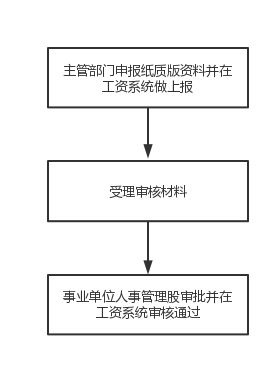 主管部门申报纸质版资料并在
工资系统做上报
受理审核材料
事业单位人事管理股审批并在
工资系统审核通过